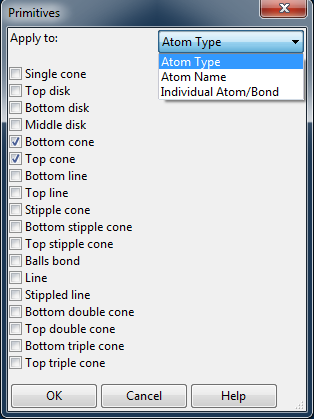 Primitives
Apply to: Atom Type
Atom Type
Atom Name
Individual Atom/Bond
Single cone
Top disk
Bottom disk
Middle disk
Bottom cone
Top cone
Bottom line
Top line
Stipple cone
Bottom stipple cone
Top stipple cone
Balls bond
Line
Stippled line
Bottom double cone
Top double cone
Bottom triple cone
Top triple cone
OK Cancel Help